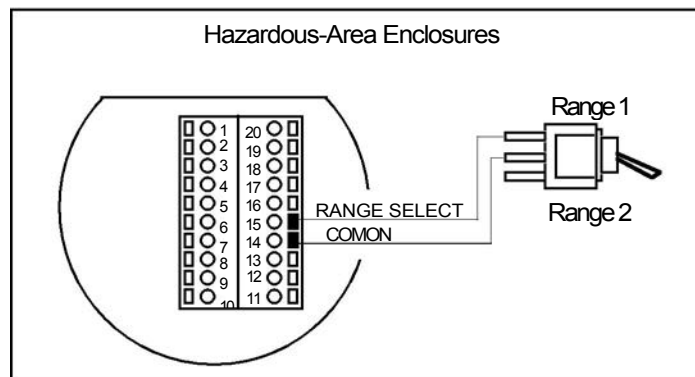 Hazardous-Area Enclosures
1 20
2 19
3 18
4 17
5 16
6 15
7 14
8 13
9 12
10 11
RANGE SELECT
COMON
Range 1
Range 2